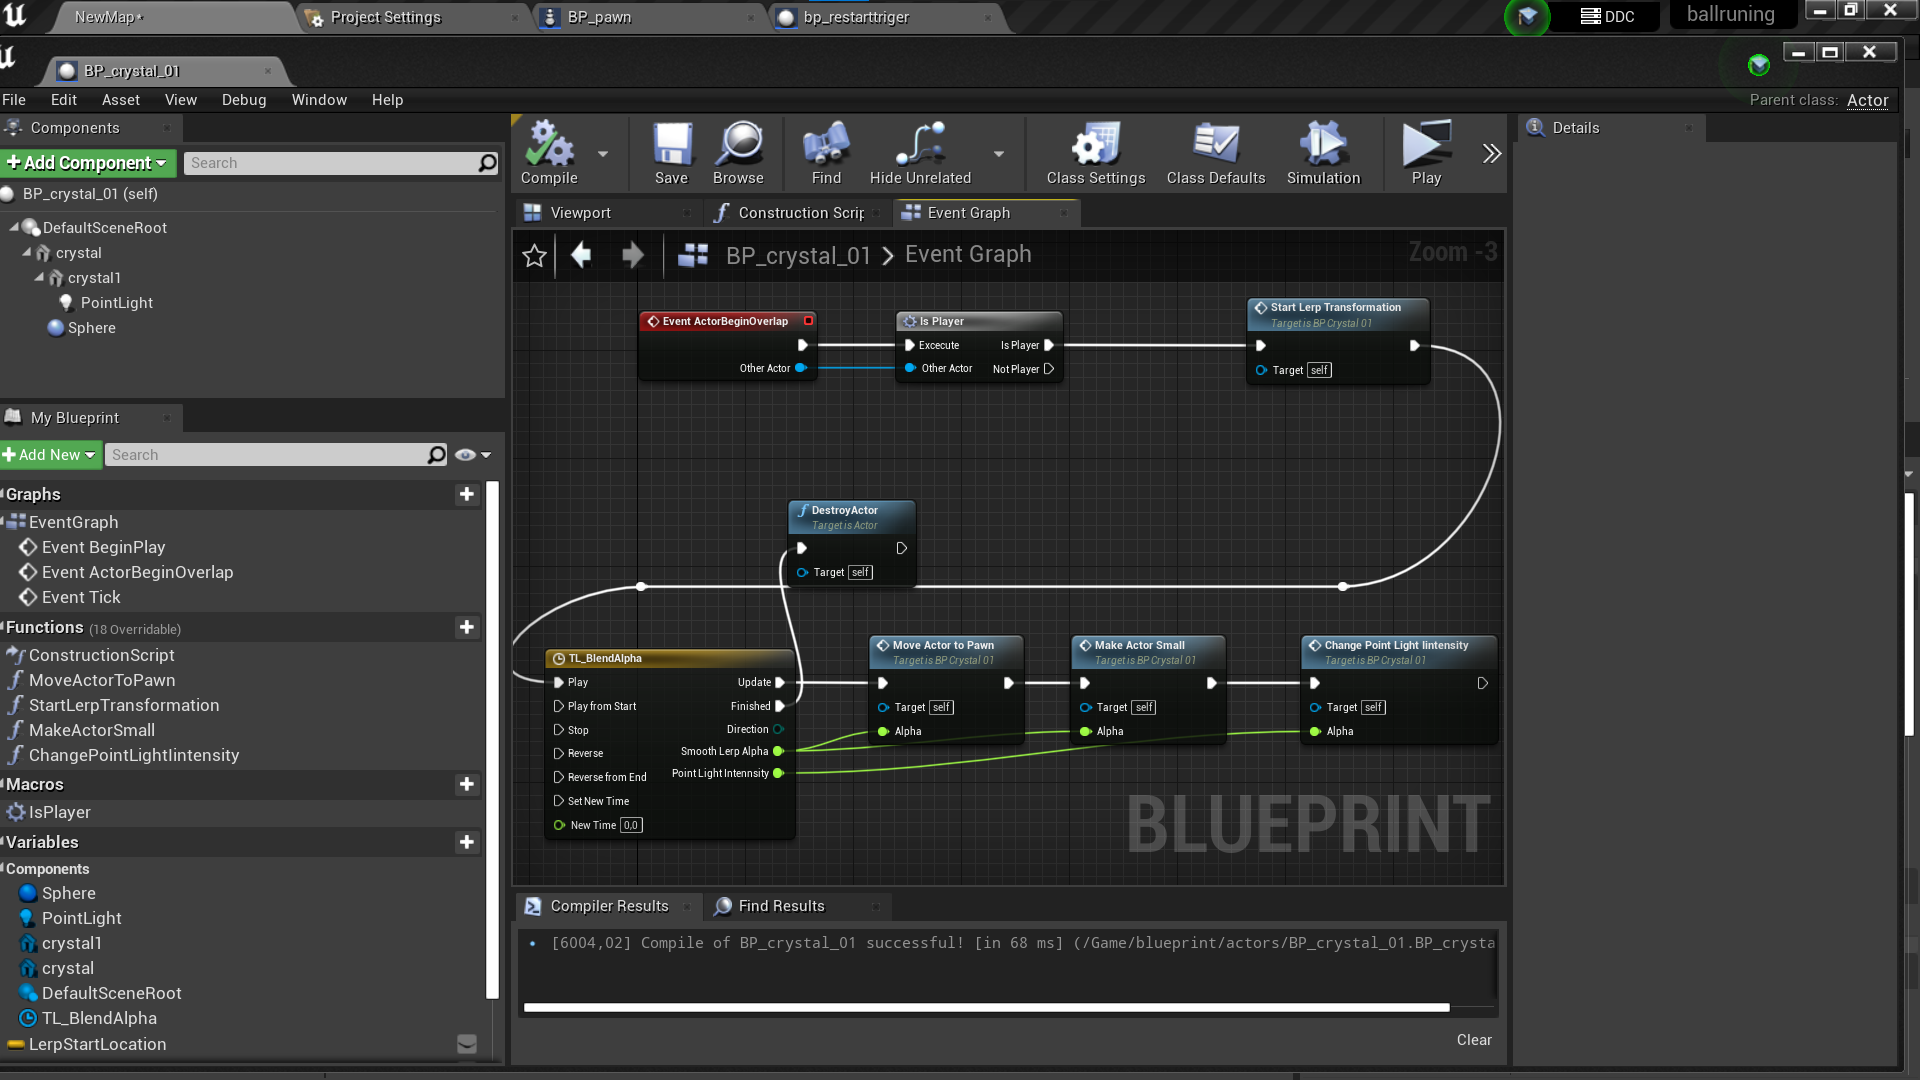 NewMap*
Project Settings
BP_pawn
bp_restarttriger
DDC
ballruning
BP_crystal_01
File Edit Asset View Debug Window Help
Parent class: Actor
Components
Add Component
Search
BP_crystal_01 (self)
DefaultSceneRoot
crystal
crystal1
PointLight
Sphere
My Blueprint
Add New
Search
Graphs
EventGraph
Event BeginPlay
Event ActorBeginOverlap
Event Tick
Functions (18 Overridable)
ConstructionScript
MoveActorToPawn
StartLerpTransformation
MakeActorSmall
ChangePointLightIintensity
Macros
IsPlayer
Variables
Components
Sphere
PointLight
crystal1
crystal
DefaultSceneRoot
TL_BlendAlpha
LerpStartLocation
Compile
Save
Browse
Find
Hide Unrelated
Class Settings
Class Defaults
Simulation
Play
Viewport
Construction Scrip
Event Graph
BP_crystal_01 > Event Graph
Zoom -3
Event ActorBeginOverlap
Other Actor
Is Player
Excecute Is Player
Other Actor Not Player
Start Lerp Transformation
Target is BP Crystal 01
Target self
DestroyActor
Target is Actor
Target self
TL_BlendAlpha
Play Update
Play from Start Finished
Stop Direction
Reverse Smooth Lerp Alpha
Reverse from End Point Light Intennsity
Set New Time
New Time 0,0
Move Actor to Pawn
Target is BP Crystal 01
Target self
Alpha
Make Actor Small
Target is BP Crystal 01
Target self
Alpha
Change Point Light Iintensity
Target is BP Crystal 01
Target self
Alpha
BLUEPRINT
Compiler Results
Find Results
[6004,02] Compile of BP_crystal_01 successful! [in 68 ms] (/Game/blueprint/actors/BP_crystal_01.BP_crysta
Clear
Details